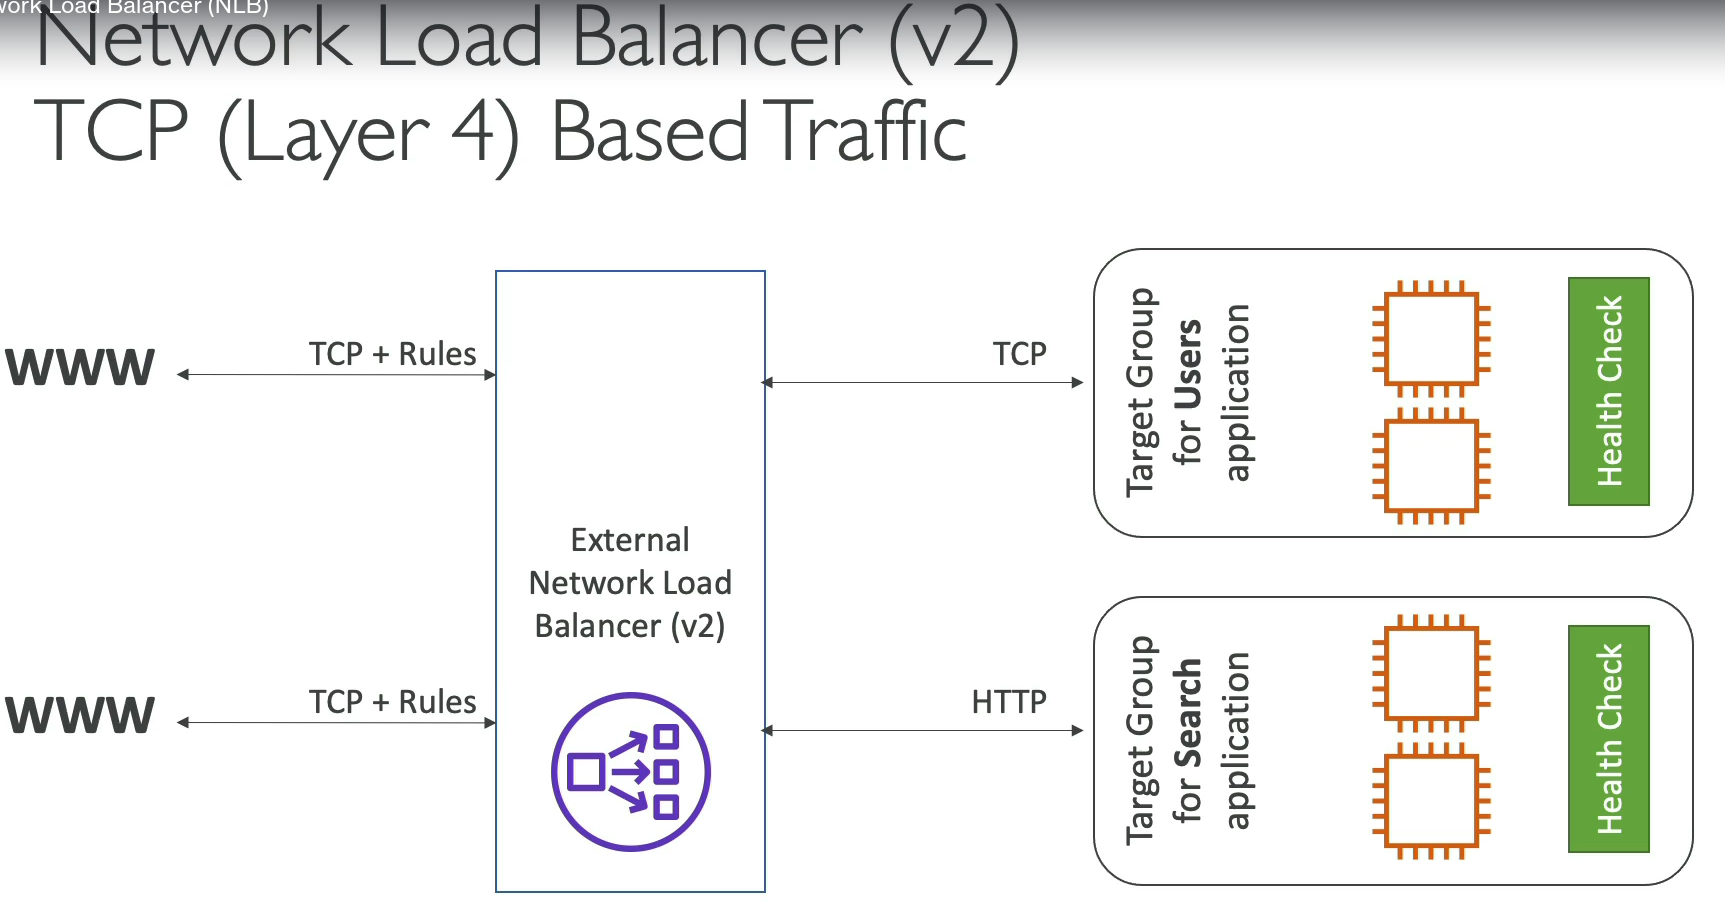 work Load Balancer (NLB)
Network Load Balancer (v2)
TCP (Layer 4) Based Traffic
WWW
TCP + Rules
TCP
Target Group
for Users
application
Health Check
External
Network Load
Balancer (v2)
WWW
TCP + Rules
HTTP
Target Group
for Search
application
Health Check